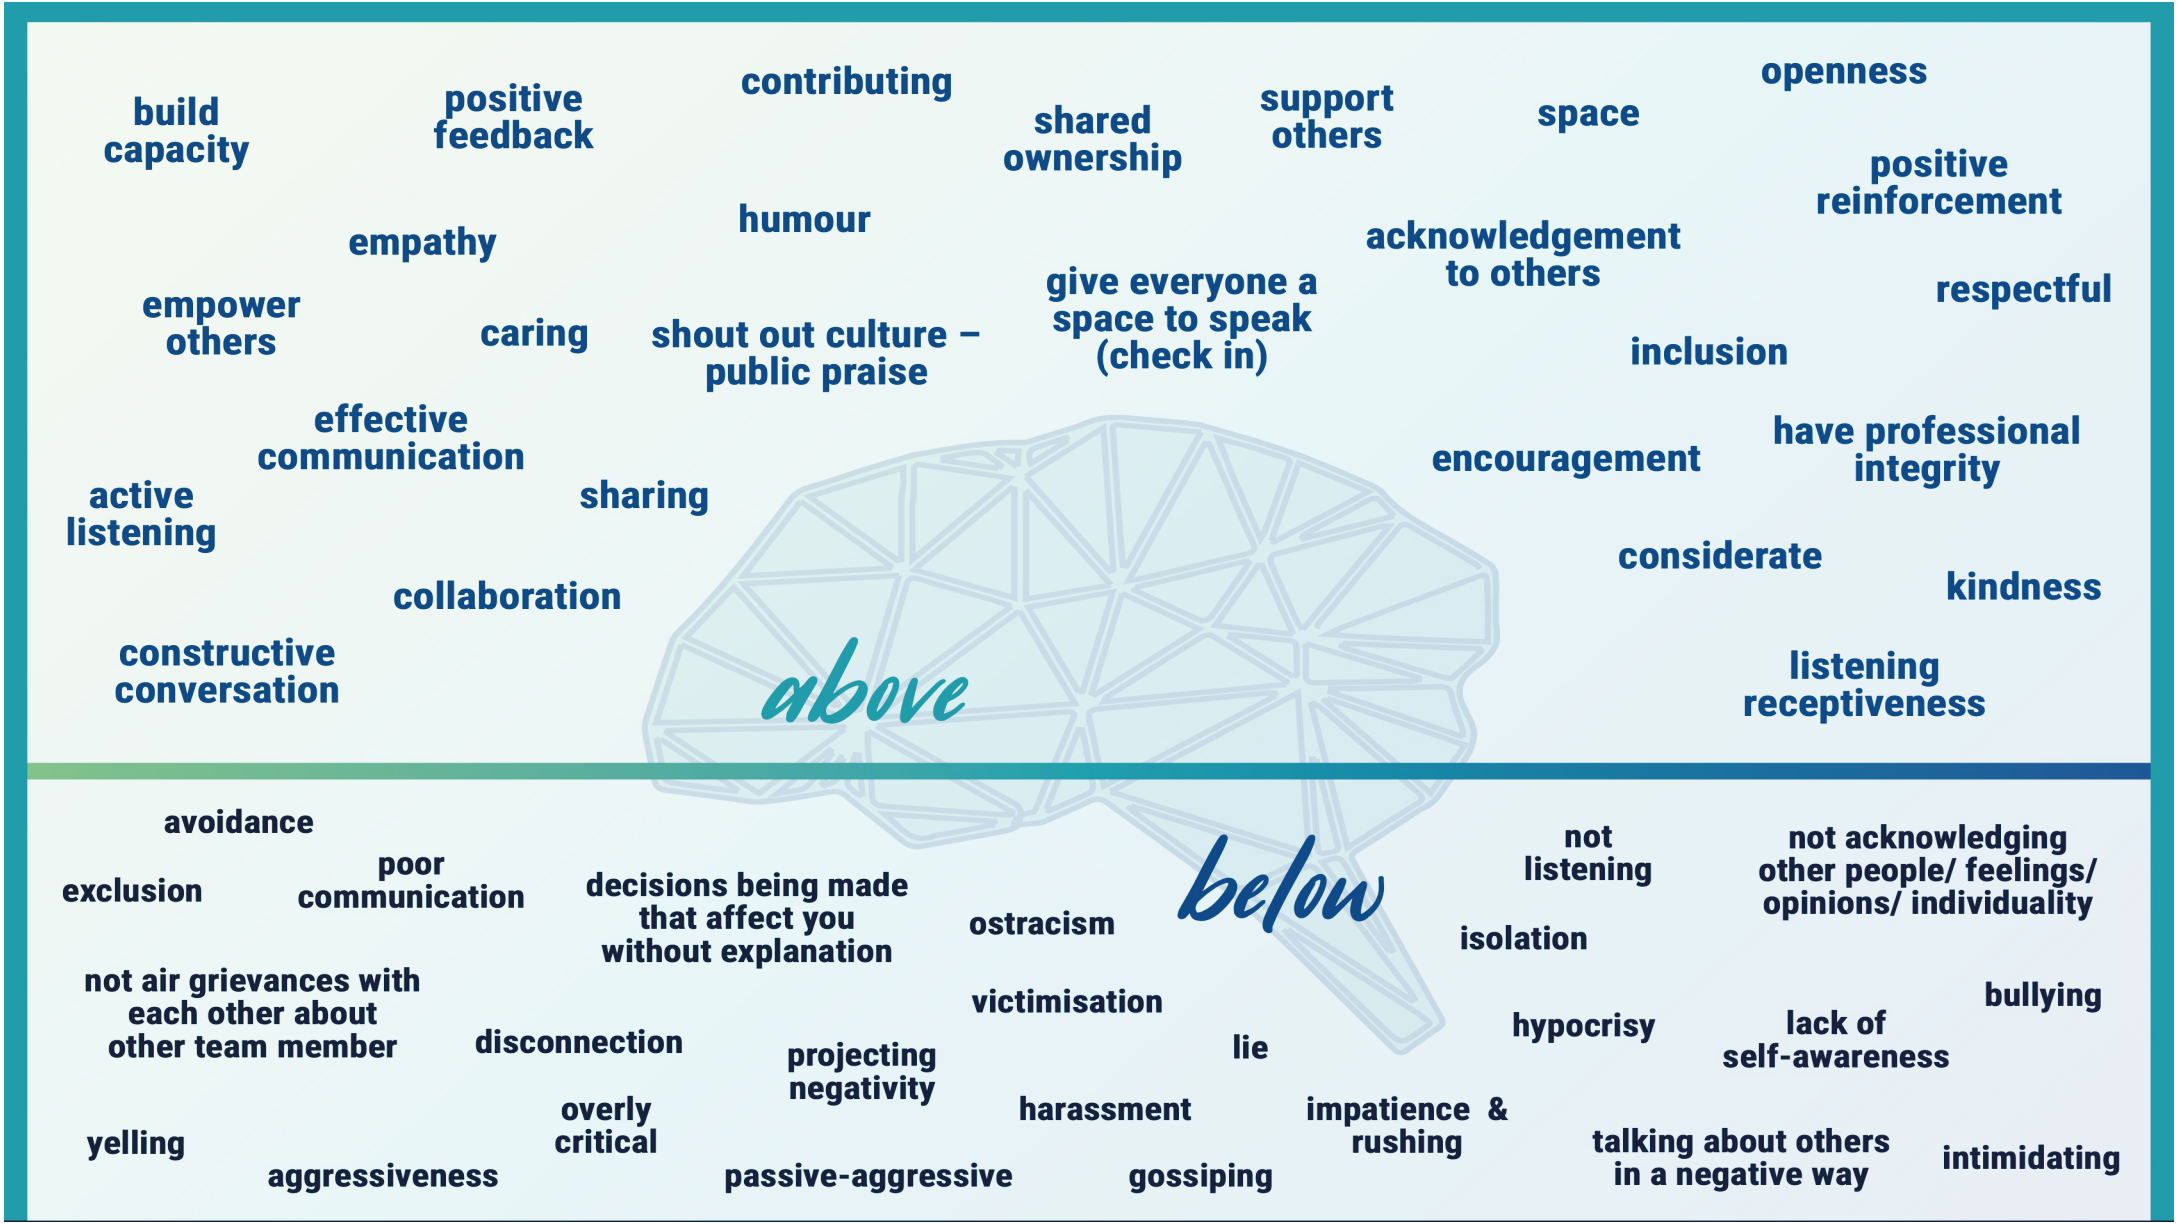 build
capacity
positive
feedback
contributing
shared
ownership
support
others
space
openness
positive
reinforcement
empathy
humour
acknowledgement
to others
respectful
empower
others
caring
shout out culture –
public praise
give everyone a
space to speak
(check in)
inclusion
effective
communication
encouragement
have professional
integrity
active
listening
sharing
considerate
kindness
collaboration
constructive
conversation
above
listening
receptiveness
avoidance
exclusion
poor
communication
decisions being made
that affect you
without explanation
ostracism
below
not
listening
not acknowledging
other people/ feelings/
opinions/ individuality
isolation
not air grievances with
each other about
other team member
disconnection
victimisation
projecting
negativity
lie
hypocrisy
lack of
self-awareness
bullying
yelling
aggressiveness
overly
critical
passive-aggressive
harassment
gossiping
impatience &
rushing
talking about others
in a negative way
intimidating